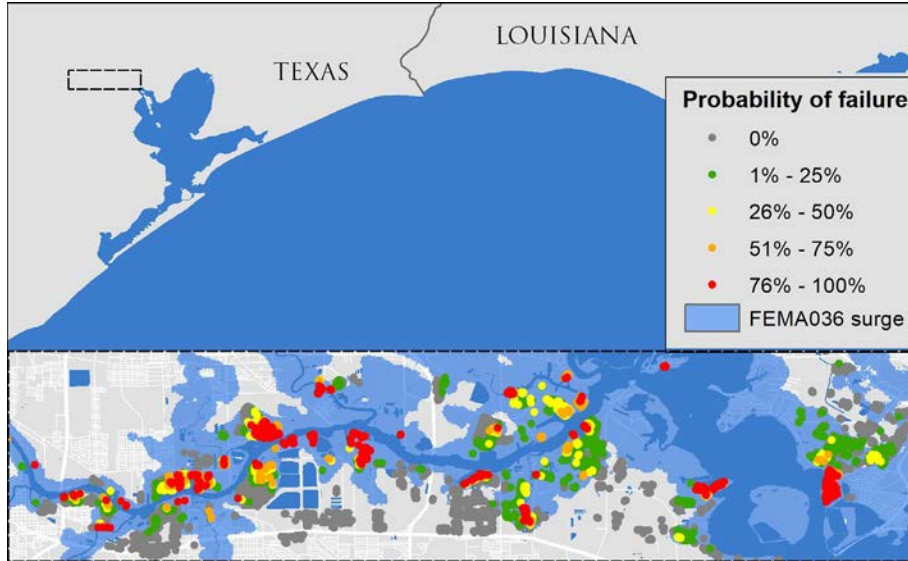 LOUISIANA
TEXAS
Probability of failure
0%
1% - 25%
26% - 50%
51% - 75%
76% - 100%
FEMA036 surge